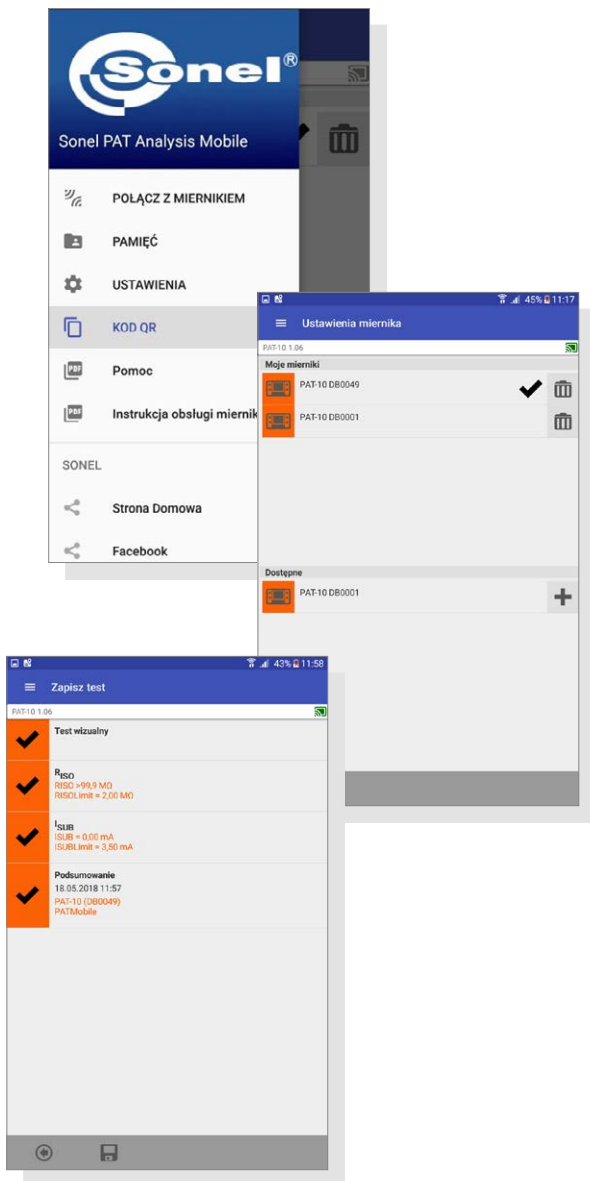 Sonel®
Sonel PAT Analysis Mobile
POŁĄCZ Z MIERNIKIEM
PAMIĘĆ
USTAWIENIA
KOD QR
PDF
Pomoc
PDF
Instrukcja obsługi miernik
SONEL
Strona Domowa
Facebook
45% 11:17
Ustawienia miernika
PAT-10 1.06
Moje mierniki
PAT-10 DB0049
PAT-10 DB0001
Dostępne
PAT-10 DB0001
43% 11:58
Zapisz test
PAT-10 1.06
Test wizualny
RISO
RISO >99,9 MΩ
RISOLimit = 2,00 MΩ
ISUB
ISUB = 0,00 mA
ISUBLimit = 3,50 mA
Podsumowanie
18.05.2018 11:57
PAT-10 (DB0049)
PATMobile